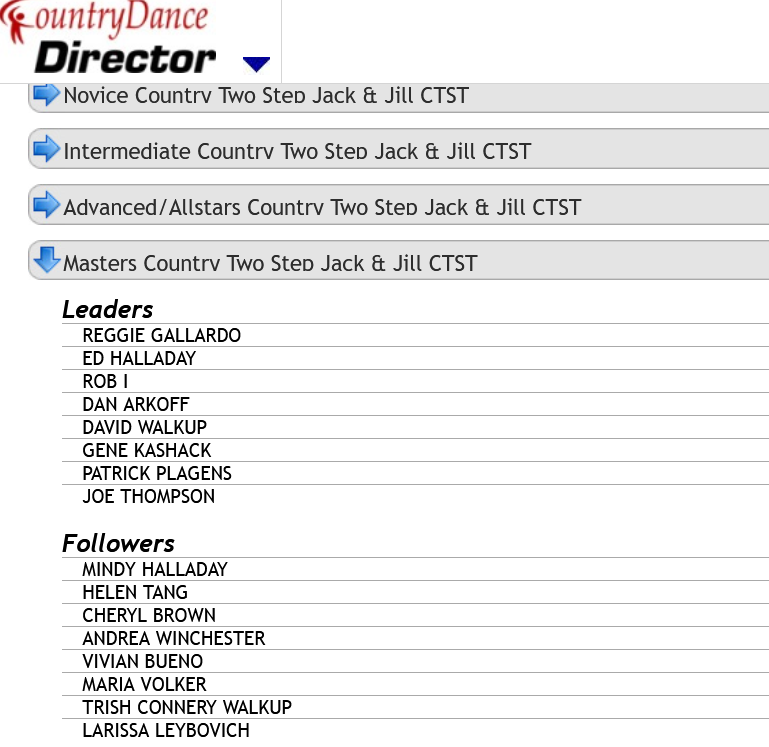 CountryDance
Director
Novice Country Two Step Jack & Jill CTST
Intermediate Country Two Step Jack & Jill CTST
Advanced/Allstars Country Two Step Jack & Jill CTST
Masters Country Two Step Jack & Jill CTST
Leaders
REGGIE GALLARDO
ED HALLADAY
ROB I
DAN ARKOFF
DAVID WALKUP
GENE KASHACK
PATRICK PLAGENS
JOE THOMPSON
Followers
MINDY HALLADAY
HELEN TANG
CHERYL BROWN
ANDREA WINCHESTER
VIVIAN BUENO
MARIA VOLKER
TRISH CONNERY WALKUP
LARISSA LEYBOVICH